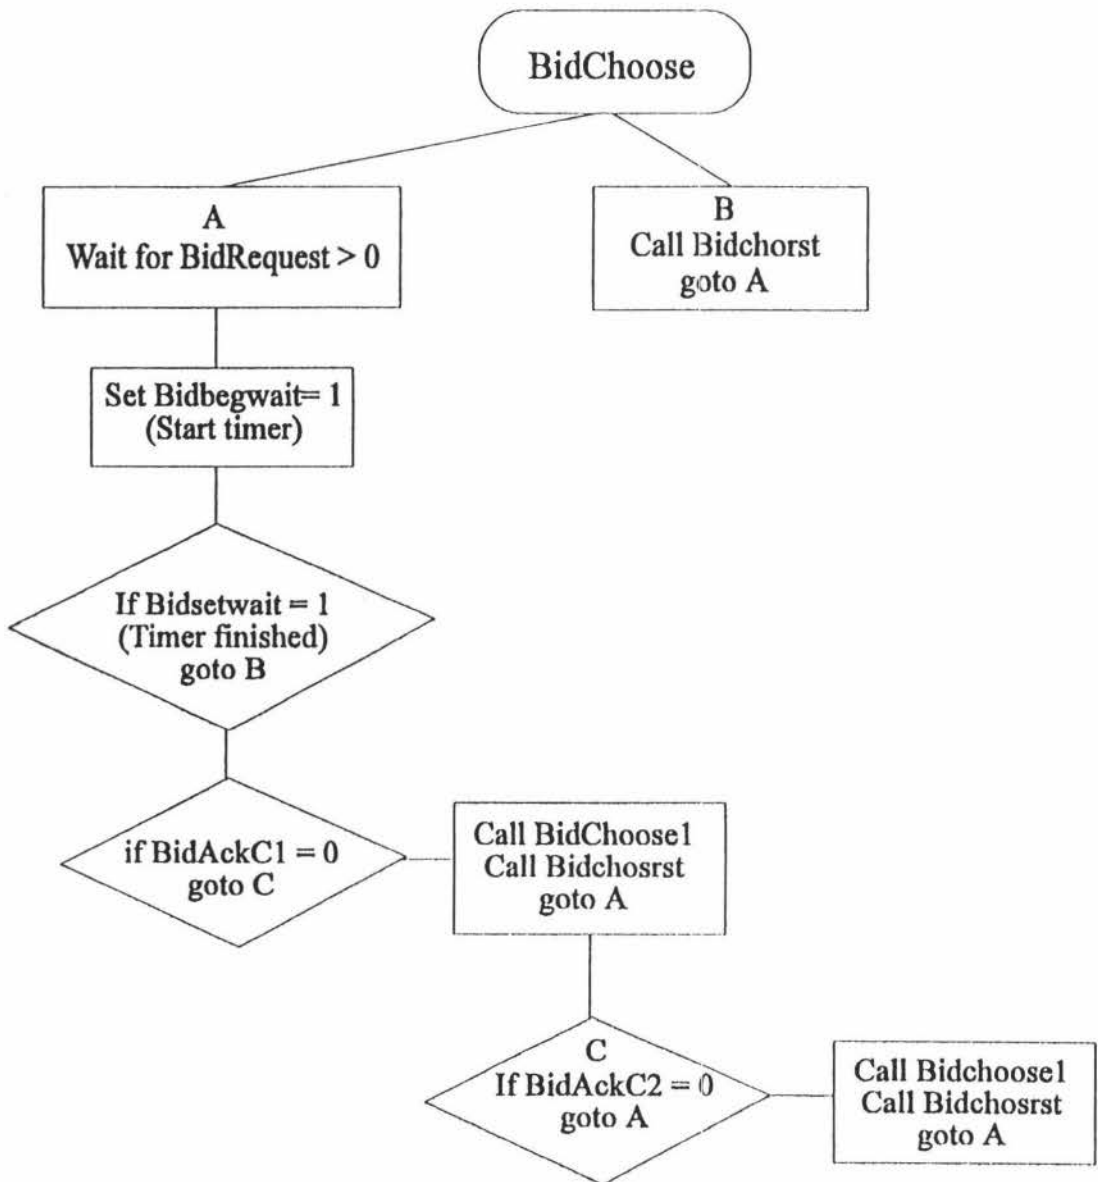 BidChoose
A
Wait for BidRequest > 0
B
Call Bidchorst
goto A
Set Bidbegwait= 1
(Start timer)
If Bidsetwait = 1
(Timer finished)
goto B
if BidAckC1 = 0
goto C
Call BidChoose1
Call Bidchosrst
goto A
C
If BidAckC2 = 0
goto A
Call Bidchoose1
Call Bidchosrst
goto A